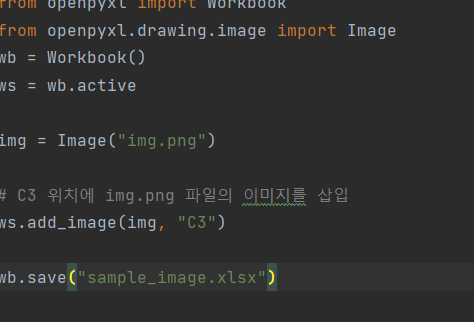 from openpyxl import Workbook
from openpyxl.drawing.image import Image
wb = Workbook()
ws = wb.active
img = Image("img.png")
# C3 위치에 img.png 파일의 이미지를 삽입
ws.add_image(img, "C3")
wb.save("sample_image.xlsx")